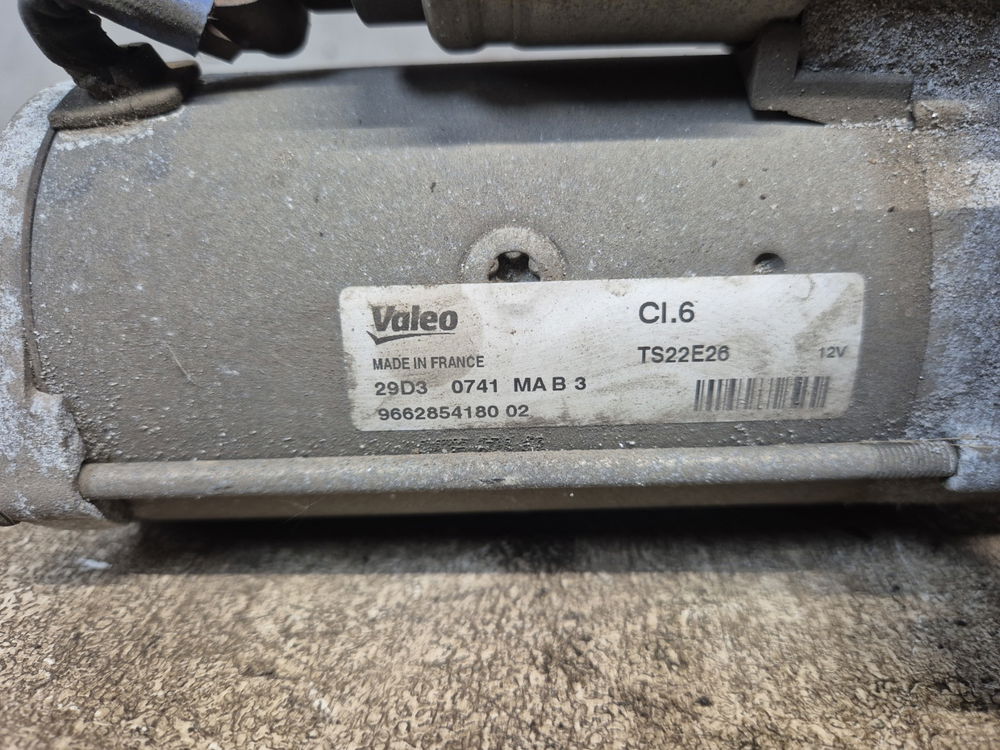 Valeo
Cl.6
MADE IN FRANCE
TS22E26
12V
29D3 0741 MA B 3
9662854180 02